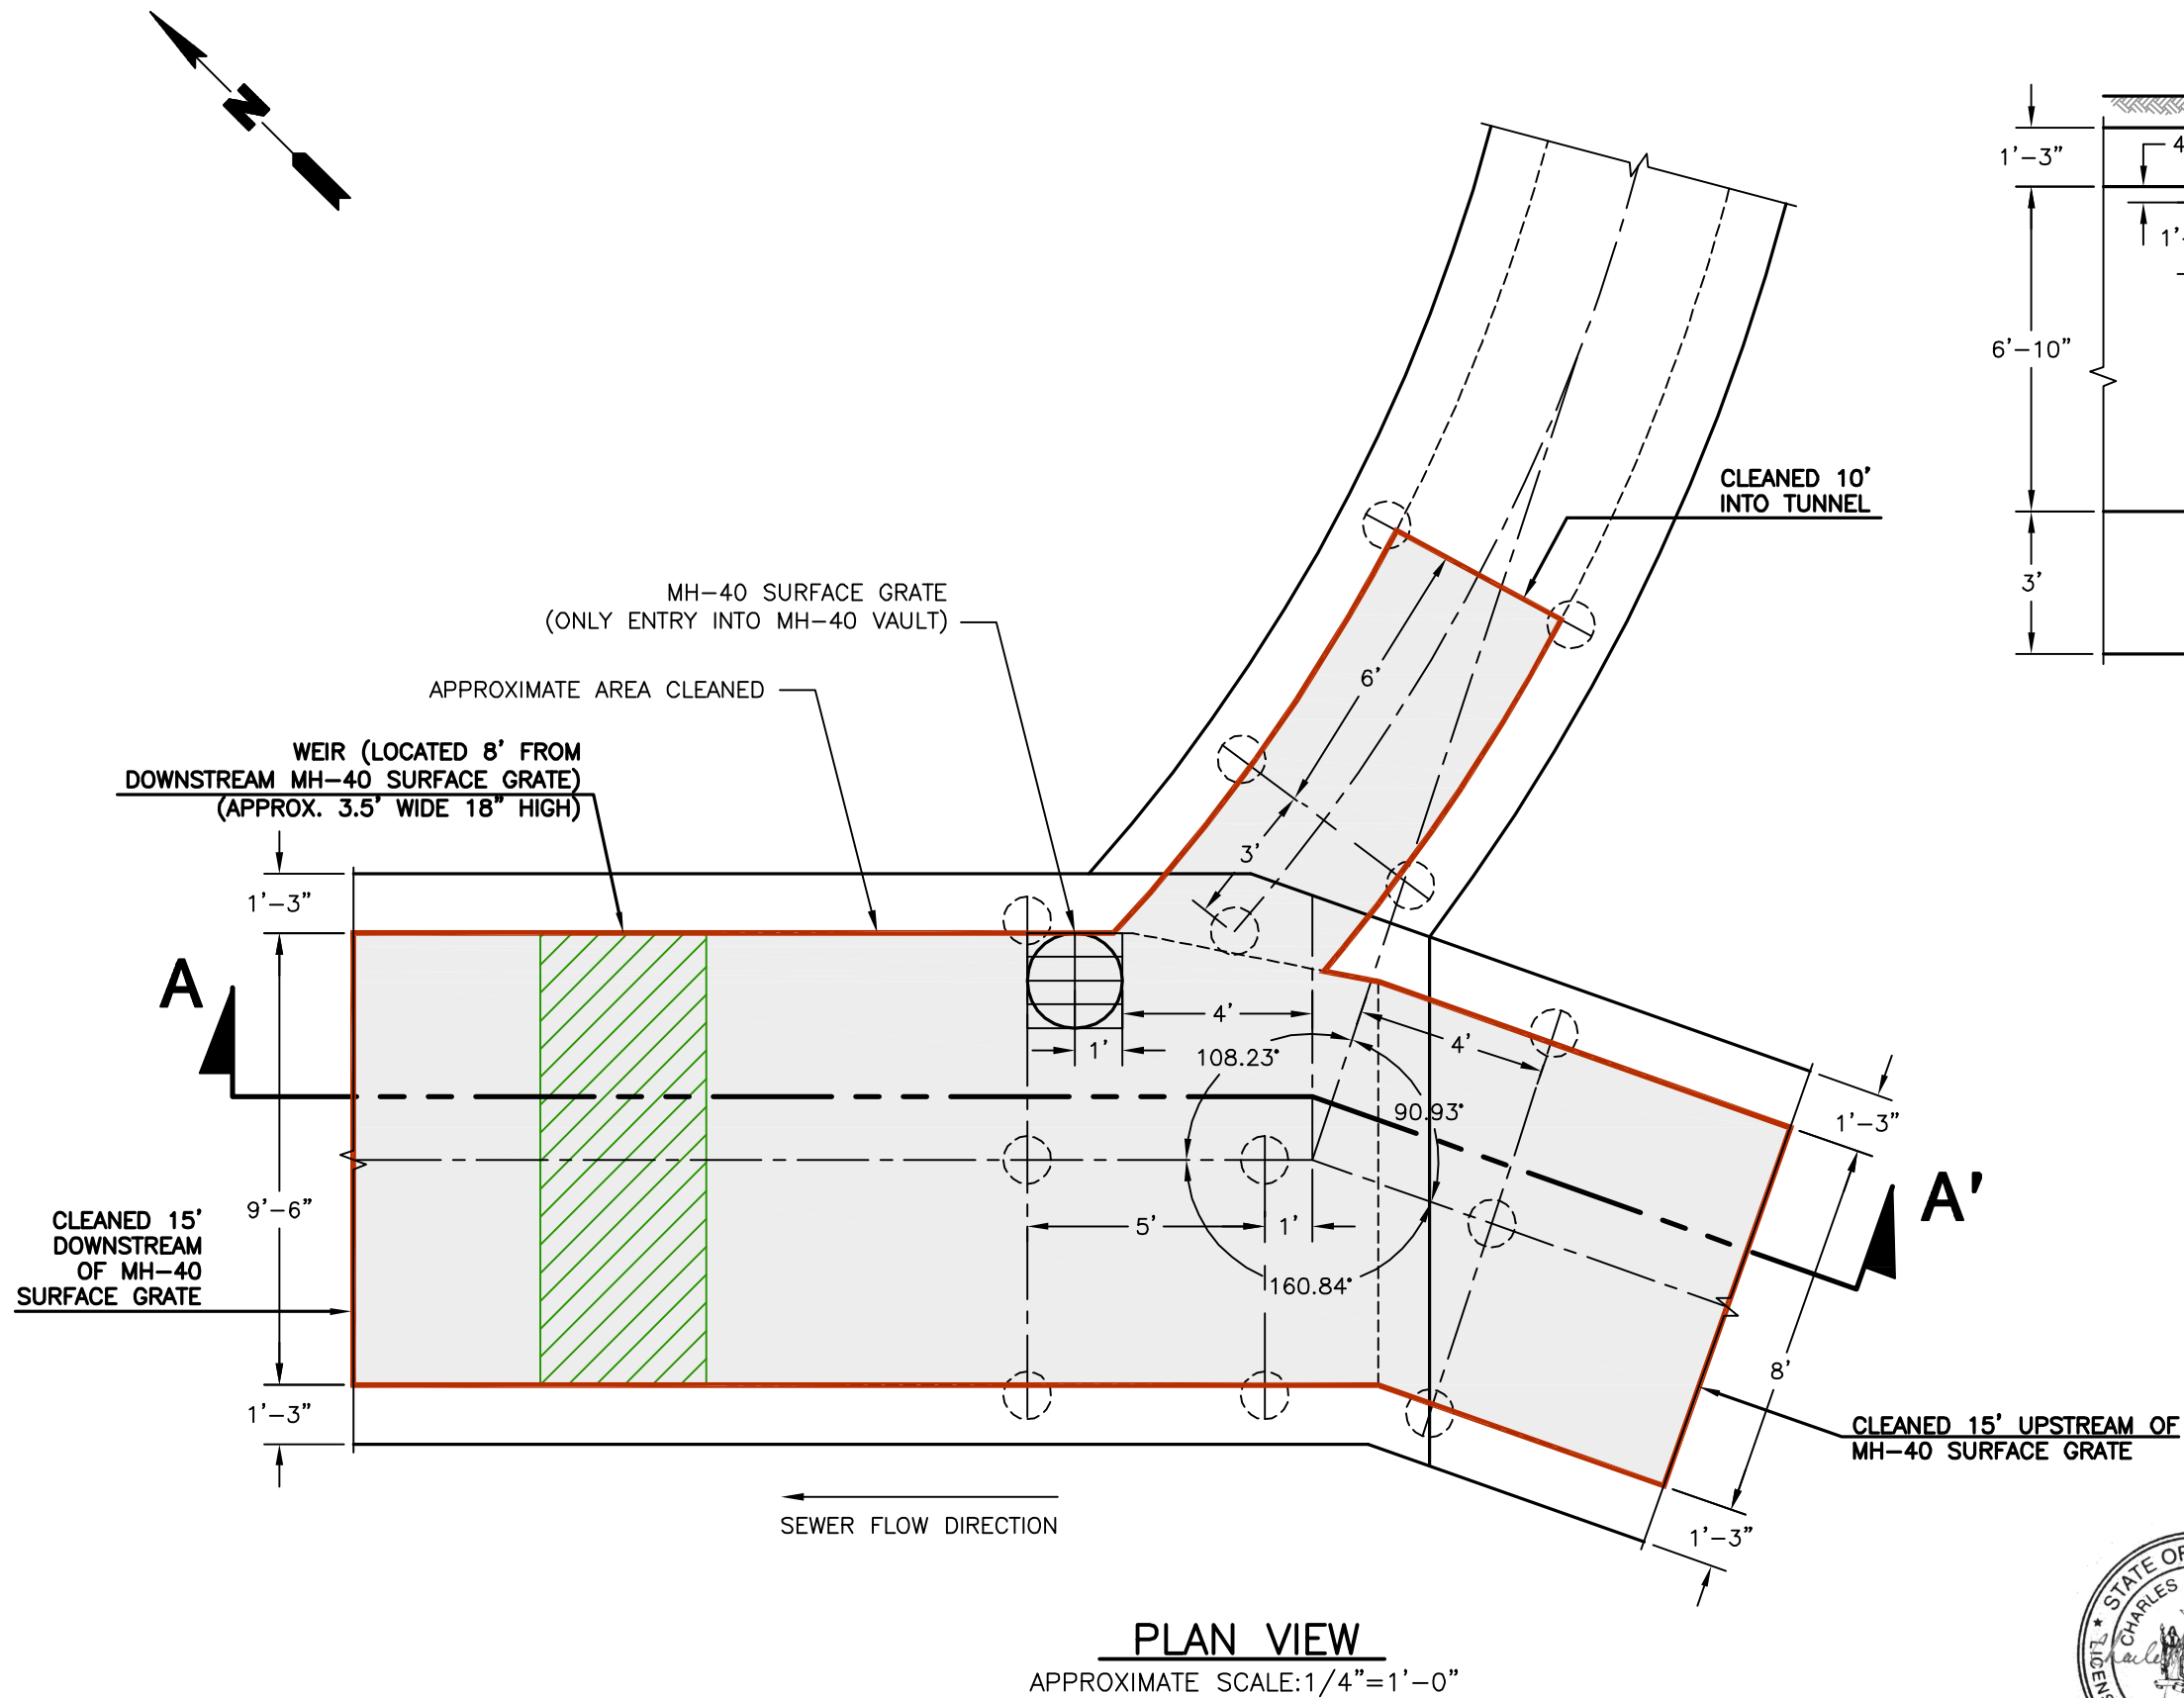 N
1'-3"
4
1'-
6'-10"
3'
CLEANED 10'
INTO TUNNEL
MH-40 SURFACE GRATE
(ONLY ENTRY INTO MH-40 VAULT)
APPROXIMATE AREA CLEANED
WEIR (LOCATED 8' FROM
DOWNSTREAM MH-40 SURFACE GRATE)
(APPROX. 3.5' WIDE 18" HIGH)
6'
3'
1'-3"
A
4'
1'
4'
108.23°
90.93°
1'-3"
9'-6"
CLEANED 15'
DOWNSTREAM
OF MH-40
SURFACE GRATE
5'
1'
A'
160.84°
8'
1'-3"
CLEANED 15' UPSTREAM OF
MH-40 SURFACE GRATE
1'-3"
SEWER FLOW DIRECTION
PLAN VIEW
APPROXIMATE SCALE:1/4"=1'-0"
STATE OF
CHARLES
LICENS